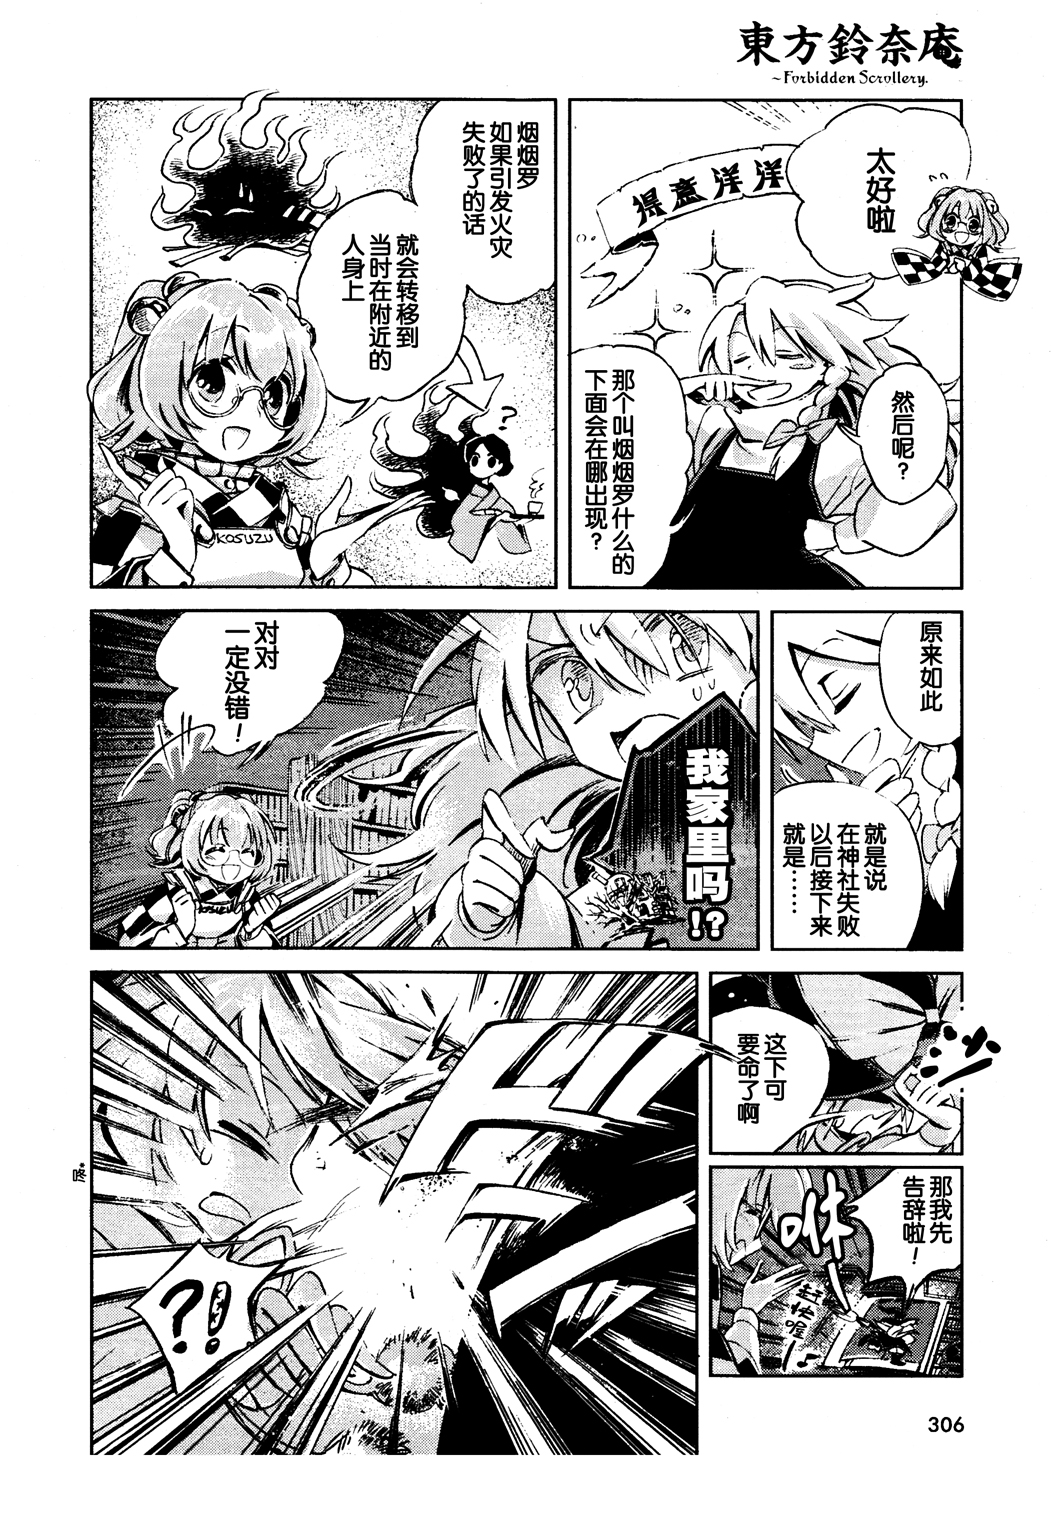 東方鈴奈庵
~Forbidden Scrollery.
太好啦
得意洋洋
然后呢？
那个叫烟烟罗什么的
下面会在哪出现？
烟烟罗
如果引发火灾
失败了的话
就会转移到
当时在附近的
人身上
?
KOSUZU
原来如此
就是说
在神社失败
以后接下来
就是……
我家里吗!?
对对
一定没错！
KOSUZU
这下可
要命了啊
那我先
告辞啦！
咻
赶快
喔
?!
306